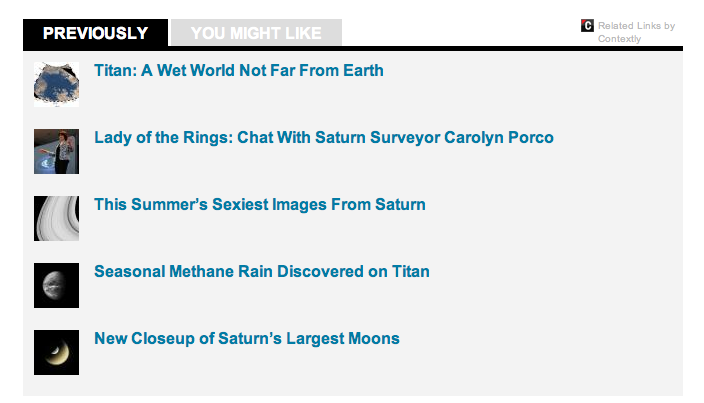 PREVIOUSLY
YOU MIGHT LIKE
C Related Links by
Contextly
Titan: A Wet World Not Far From Earth
Lady of the Rings: Chat With Saturn Surveyor Carolyn Porco
This Summer’s Sexiest Images From Saturn
Seasonal Methane Rain Discovered on Titan
New Closeup of Saturn’s Largest Moons